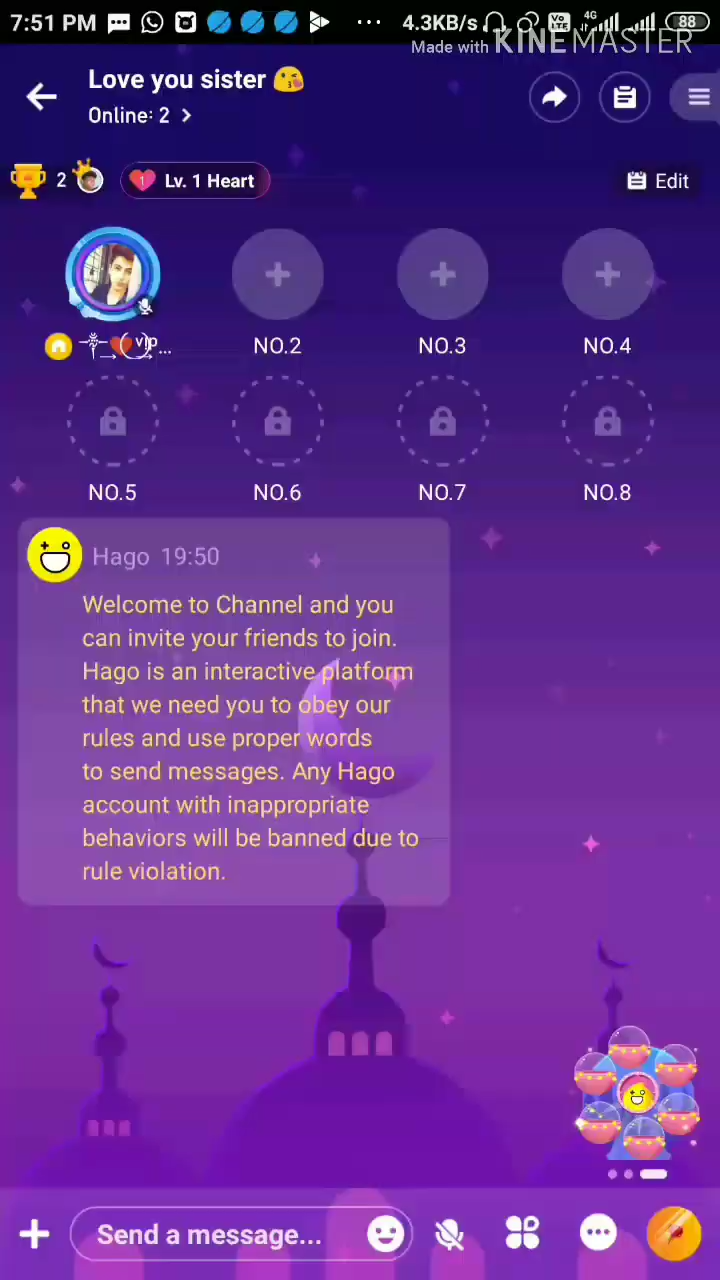 7:51 PM ... 4.3KB/s Vo LTE 4G 88
Made with KINEMASTER
Love you sister 😘
Online: 2 >
2 1 Lv. 1 Heart Edit
NO.2 NO.3 NO.4
NO.5 NO.6 NO.7 NO.8
Hago 19:50
Welcome to Channel and you
can invite your friends to join.
Hago is an interactive platform
that we need you to obey our
rules and use proper words
to send messages. Any Hago
account with inappropriate
behaviors will be banned due to
rule violation.
Send a message...